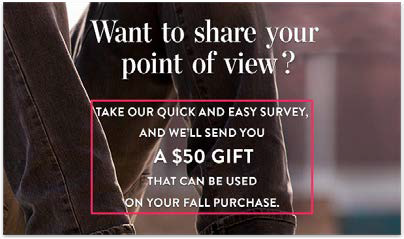 Want to share your
point of view?
TAKE OUR QUICK AND EASY SURVEY,
AND WE'LL SEND YOU
A $50 GIFT
THAT CAN BE USED
ON YOUR FALL PURCHASE.